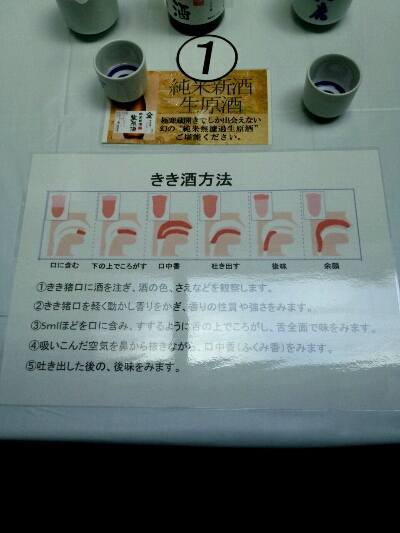 酒
①
純米新酒
生原酒
極寒蔵開きでしか出会えない
幻の"純米無濾過生原酒"
ご堪能ください。
きき酒方法
口に含む 下の上でころがす 口中香 吐き出す 後味 余韻
①きき猪口に酒を注ぎ、酒の色、さえなどを観察します。
②きき猪口を軽く動かし香りをかぎ、香りの性質や強さをみます。
③5mlほどを口に含み、すするように舌の上でころがし、舌全面で味をみます。
④吸いこんだ空気を鼻から抜きながら、口中香(ふくみ香)をみます。
⑤吐き出した後の、後味をみます。